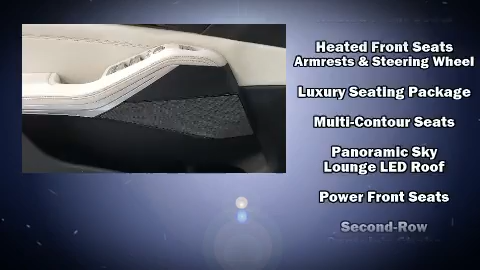 Heated Front Seats
Armrests & Steering Wheel
Luxury Seating Package
Multi-Contour Seats
Panoramic Sky
Lounge LED Roof
Power Front Seats
Second-Row